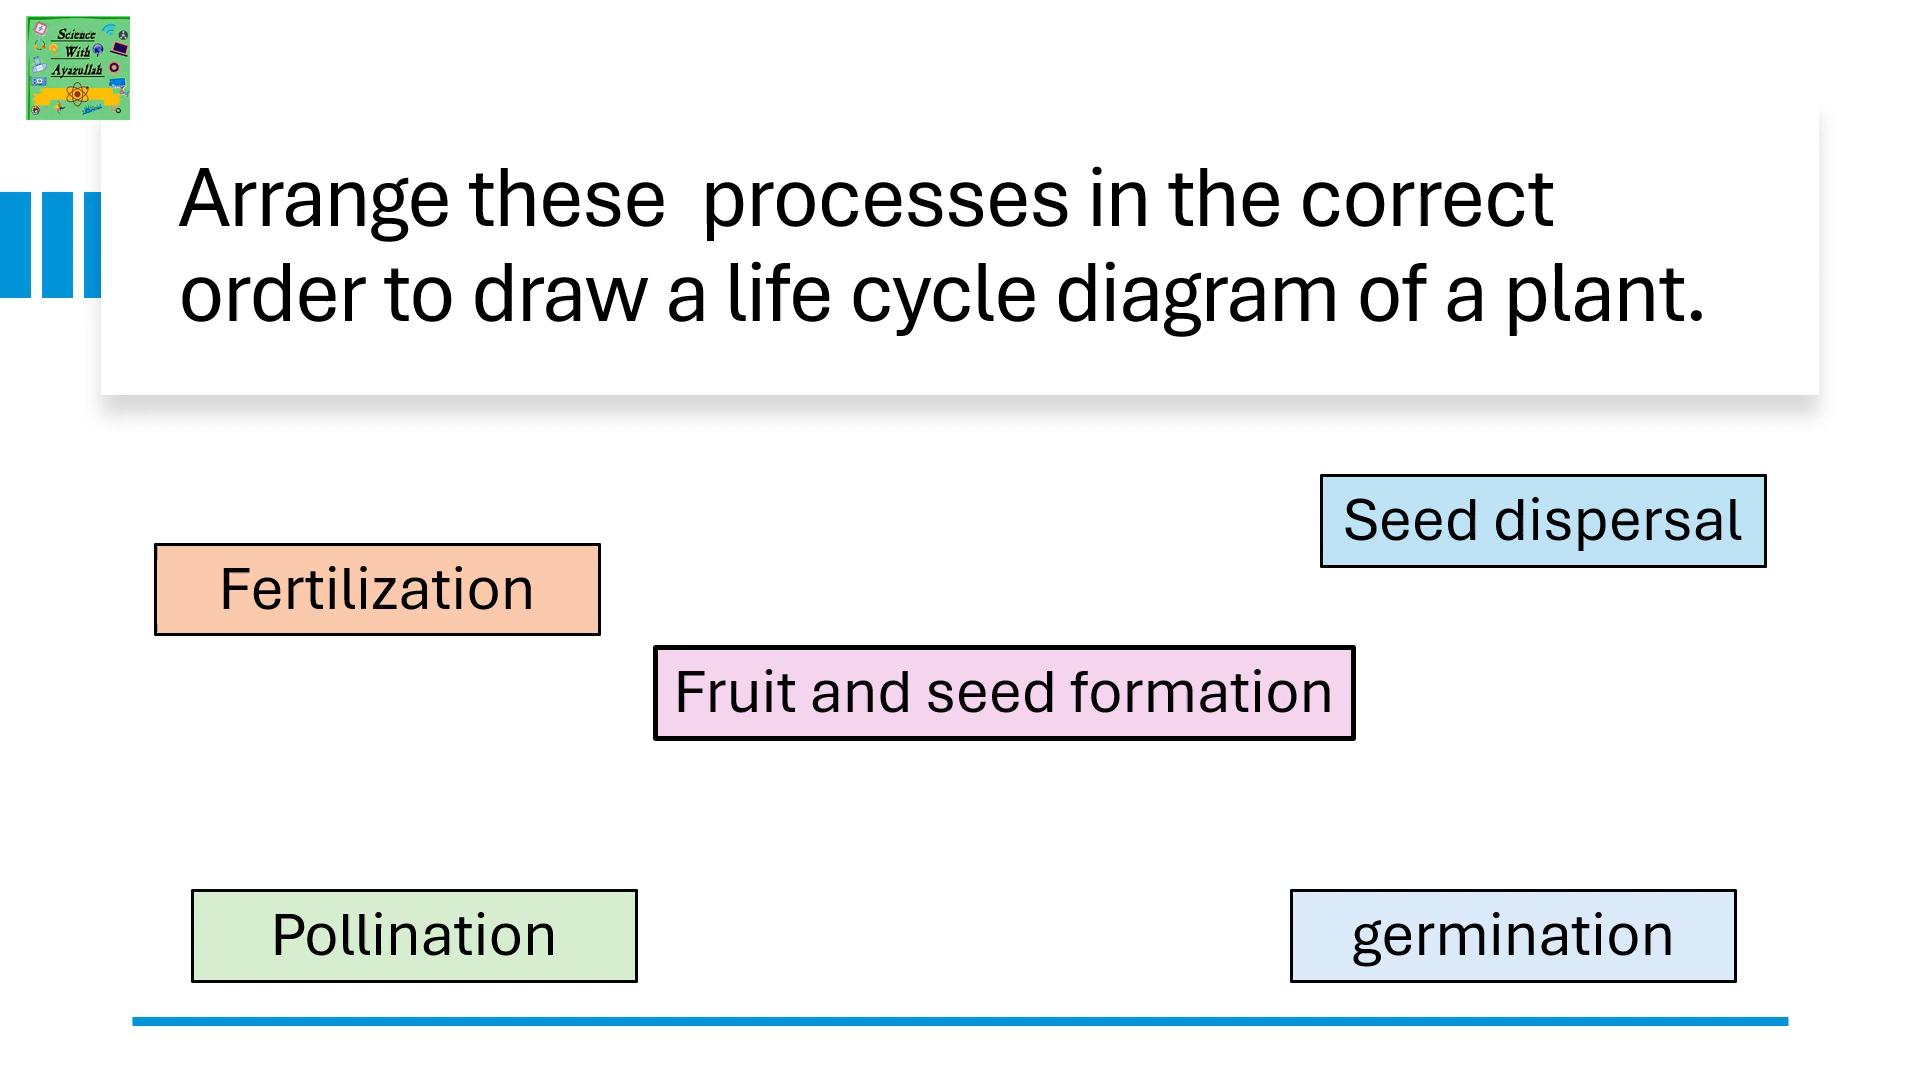 Science
With
Ayazullah
Arrange these  processes in the correct
order to draw a life cycle diagram of a plant.
Seed dispersal
Fertilization
Fruit and seed formation
Pollination
germination